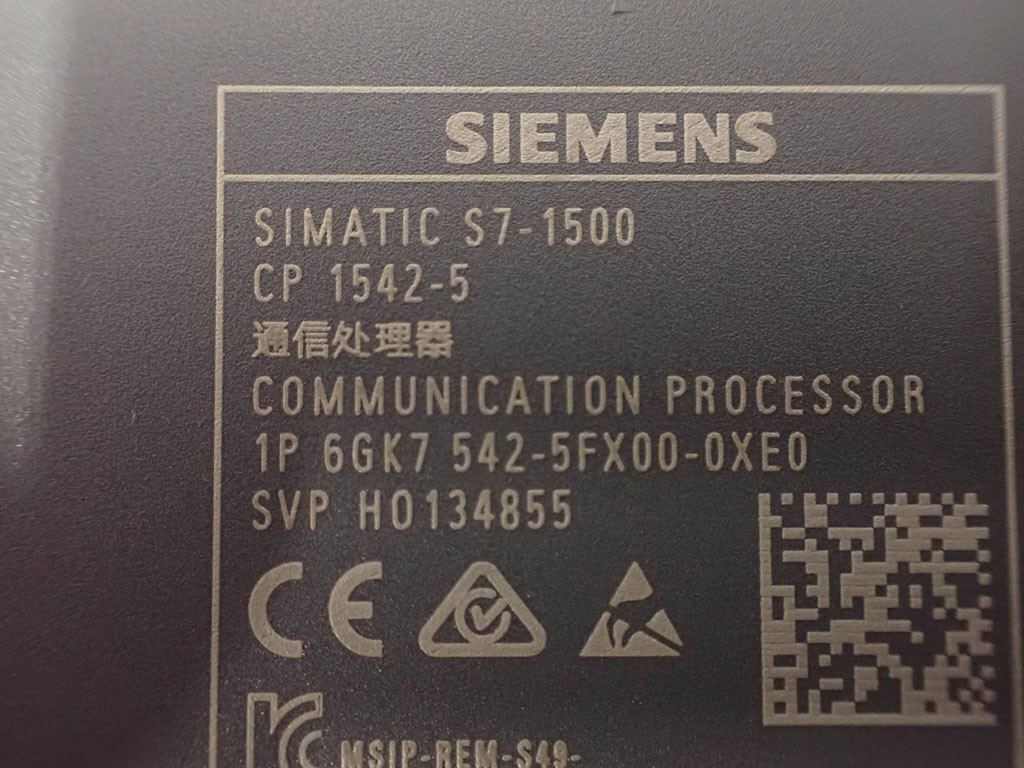 SIEMENS
SIMATIC S7-1500
CP 1542-5
通信处理器
COMMUNICATION PROCESSOR
1P 6GK7 542-5FX00-0XE0
SVP H0134855
CE
MSIP-REM-S49-